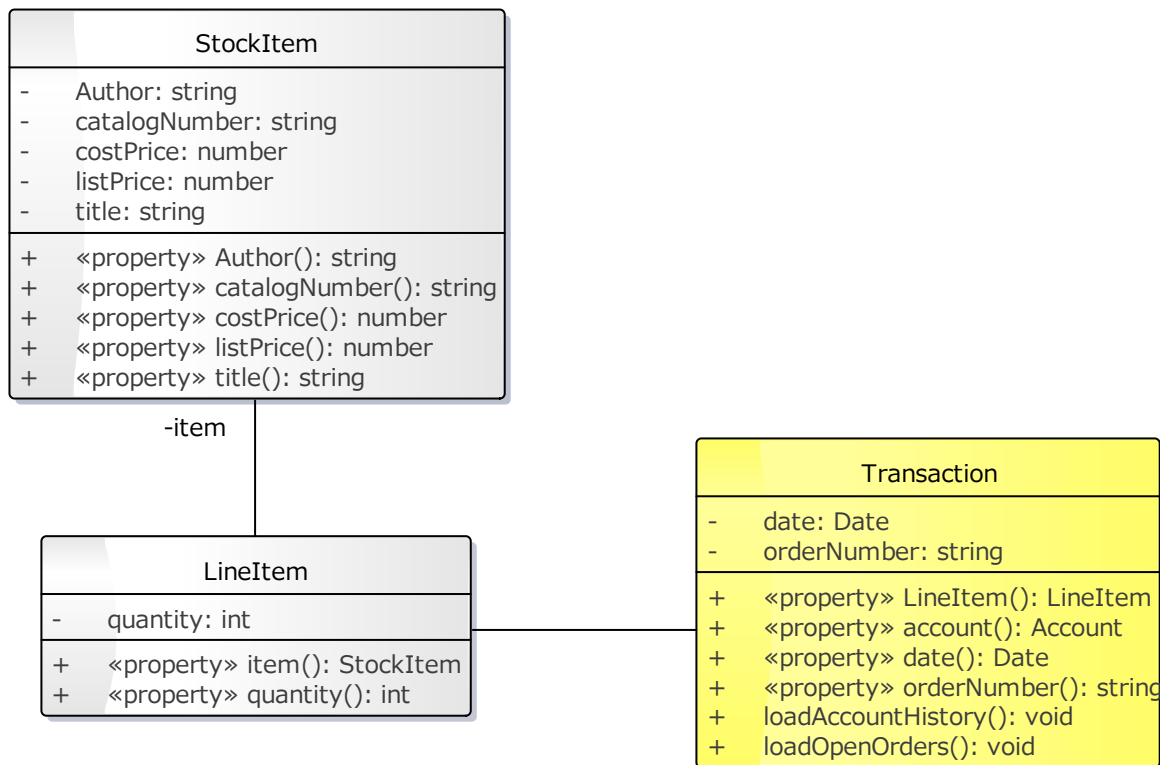 StockItem
- Author: string
- catalogNumber: string
- costPrice: number
- listPrice: number
- title: string
+ «property» Author(): string
+ «property» catalogNumber(): string
+ «property» costPrice(): number
+ «property» listPrice(): number
+ «property» title(): string
-item
LineItem
- quantity: int
+ «property» item(): StockItem
+ «property» quantity(): int
Transaction
- date: Date
- orderNumber: string
+ «property» LineItem(): LineItem
+ «property» account(): Account
+ «property» date(): Date
+ «property» orderNumber(): string
+ loadAccountHistory(): void
+ loadOpenOrders(): void